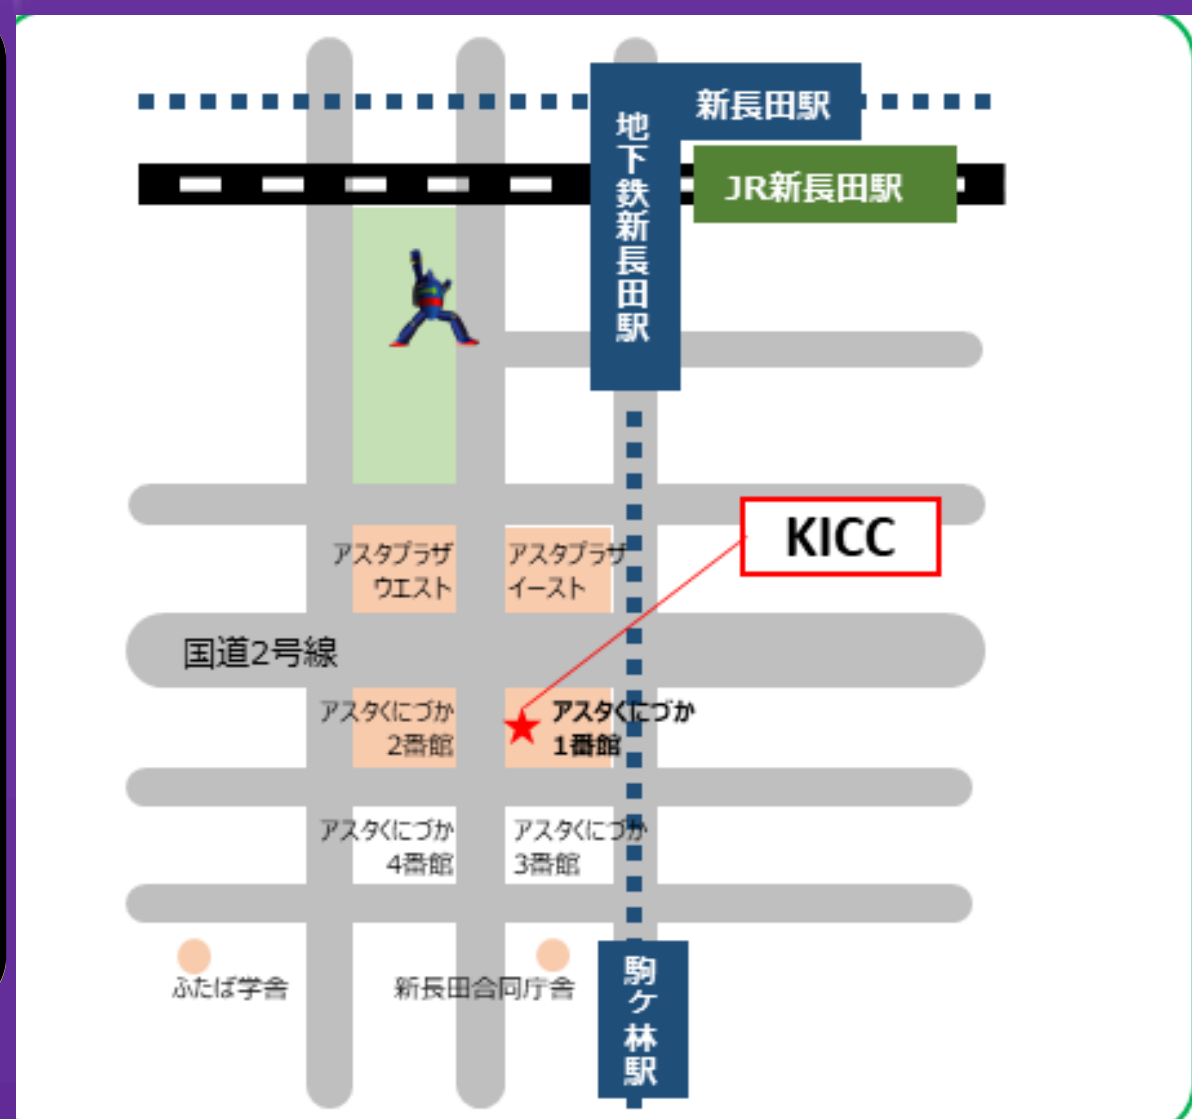 新長田駅
地下鉄新長田駅
JR新長田駅
KICC
アスタプラザ
ウエスト
アスタプラザ
イースト
国道2号線
アスタくにづか
2番館
アスタくにづか
1番館
アスタくにづか
4番館
アスタくにづか
3番館
ふたば学舎
新長田合同庁舎
駒ケ林駅